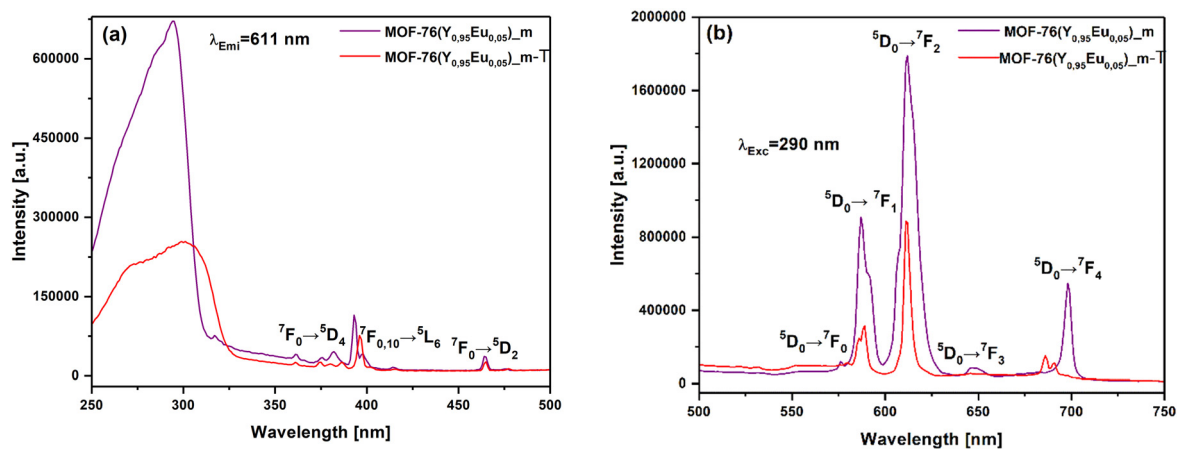 (a)
λEmi=611 nm
MOF-76(Y0,95Eu0,05)_m
MOF-76(Y0,95Eu0,05)_m-T
Intensity [a.u.]
600000
450000
300000
150000
0
⁷F₀→⁵D₄
⁷F₀,₁₀→⁵L₆
⁷F₀→⁵D₂
250 300 350 400 450 500
Wavelength [nm]
(b)
⁵D₀→⁷F₂
MOF-76(Y0,95Eu0,05)_m
MOF-76(Y0,95Eu0,05)_m-T
λExc=290 nm
Intensity [a.u.]
2000000
1600000
1200000
800000
400000
0
⁵D₀→⁷F₁
⁵D₀→⁷F₄
⁵D₀→⁷F₀
⁵D₀→⁷F₃
500 550 600 650 700 750
Wavelength [nm]